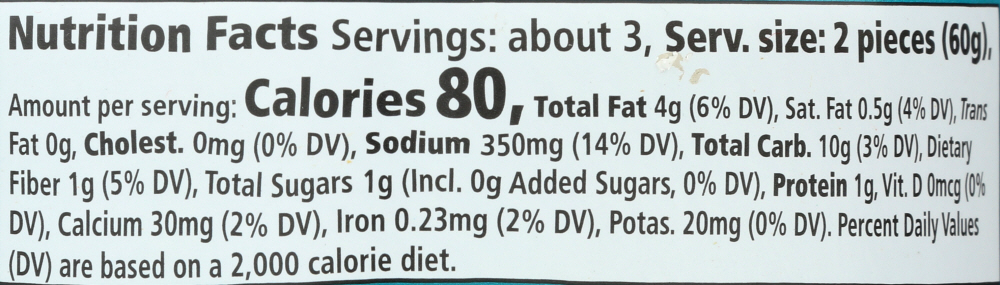 Nutrition Facts Servings: about 3, Serv. size: 2 pieces (60g),
Amount per serving: Calories 80, Total Fat 4g (6% DV), Sat. Fat 0.5g (4% DV), Trans
Fat 0g, Cholest. 0mg (0% DV), Sodium 350mg (14% DV), Total Carb. 10g (3% DV), Dietary
Fiber 1g (5% DV), Total Sugars 1g (Incl. 0g Added Sugars, 0% DV), Protein 1g, Vit. D 0mcg (0%
DV), Calcium 30mg (2% DV), Iron 0.23mg (2% DV), Potas. 20mg (0% DV). Percent Daily Values
(DV) are based on a 2,000 calorie diet.